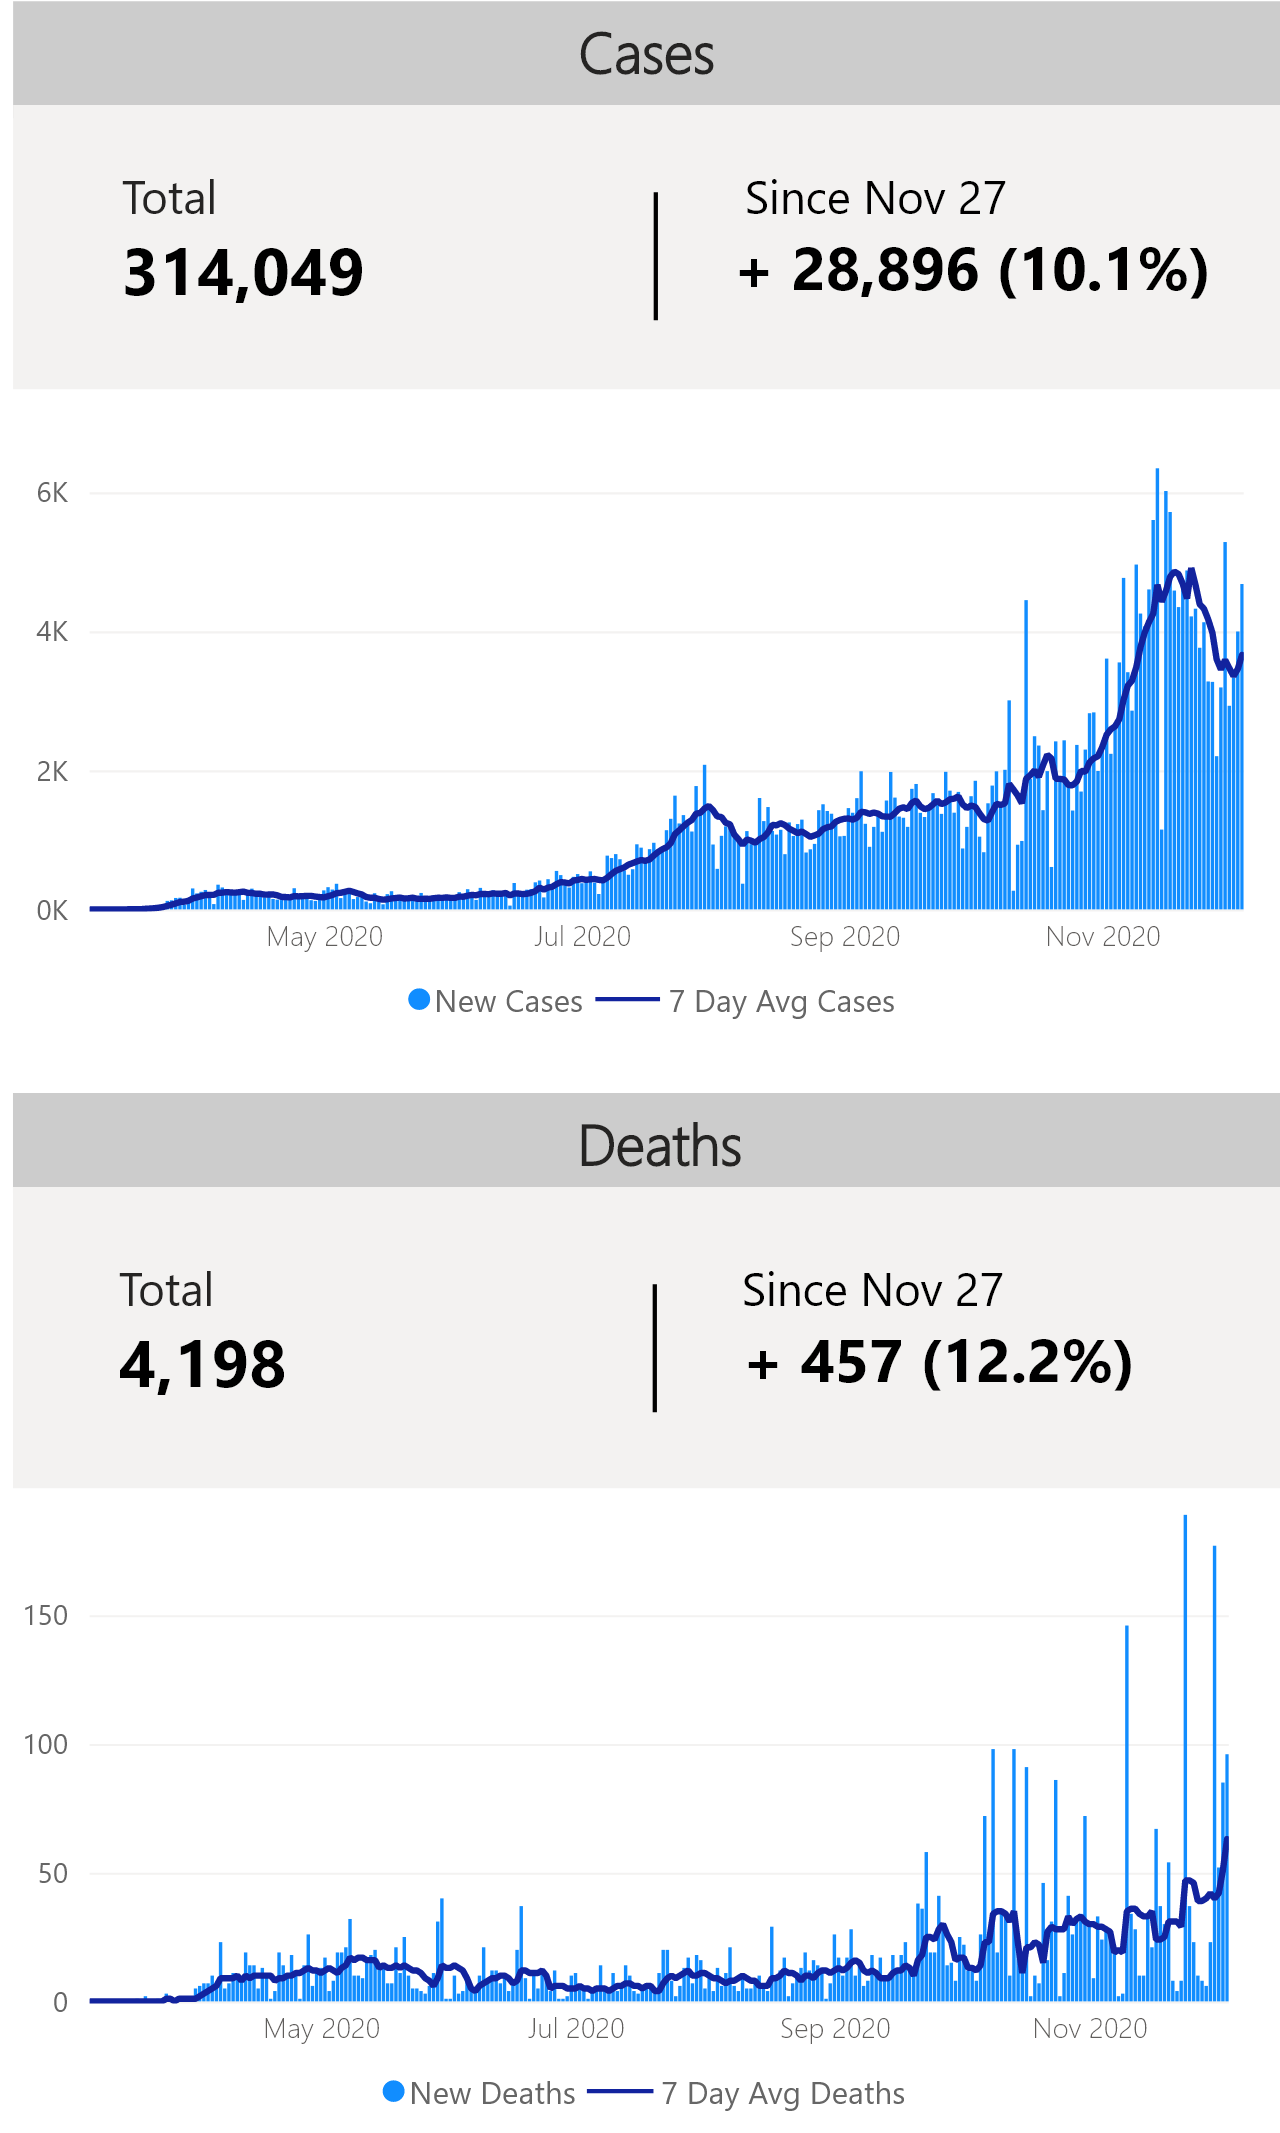 Cases
Total
Since Nov 27
314,049
+ 28,896 (10.1%)
6K
4K
2K
0K
May 2020
Jul 2020
Sep 2020
Nov 2020
New Cases
7 Day Avg Cases
Deaths
Total
Since Nov 27
4,198
+ 457 (12.2%)
150
100
50
0
May 2020
Jul 2020
Sep 2020
Nov 2020
New Deaths
7 Day Avg Deaths